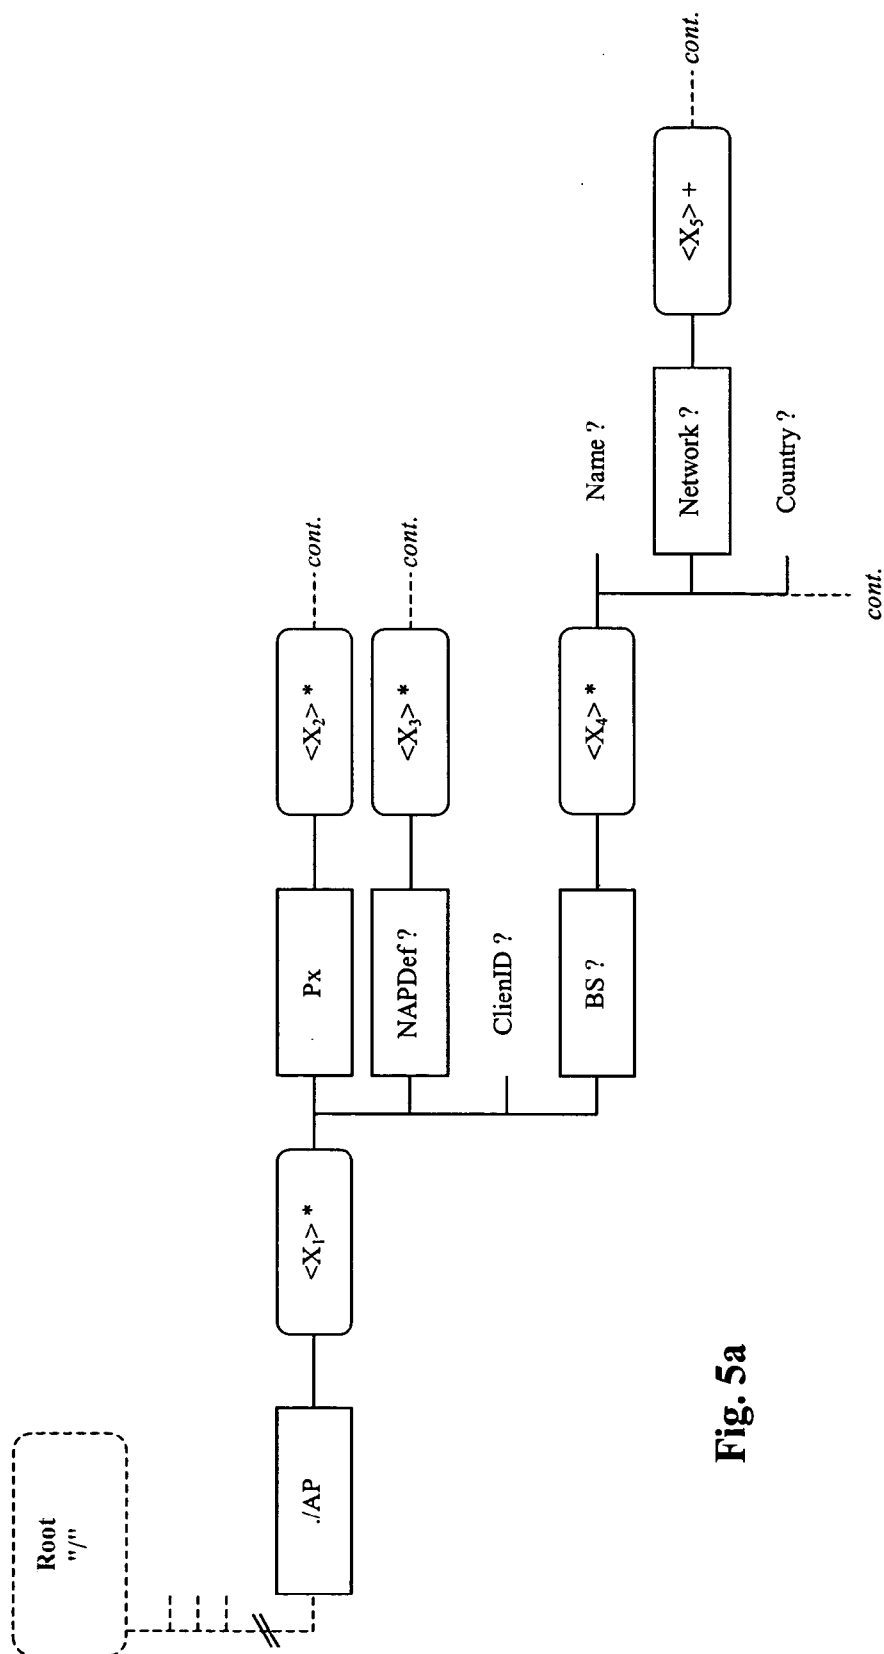 Root
"/"
./AP
<X₁> *
Px
<X₂> *
cont.
NAPDef ?
<X₃> *
cont.
ClienID ?
BS ?
<X₄> *
Name ?
Network ?
<X₅> +
cont.
Country ?
cont.
Fig. 5a